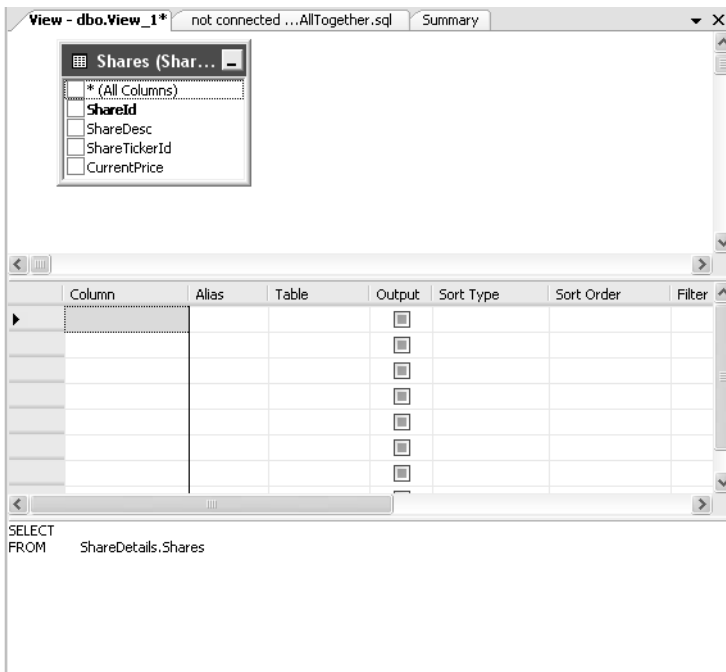 View - dbo.View_1* not connected ...AllTogether.sql Summary
Shares (Shar...
* (All Columns)
ShareId
ShareDesc
ShareTickerId
CurrentPrice
Column Alias Table Output Sort Type Sort Order Filter
SELECT
FROM ShareDetails.Shares